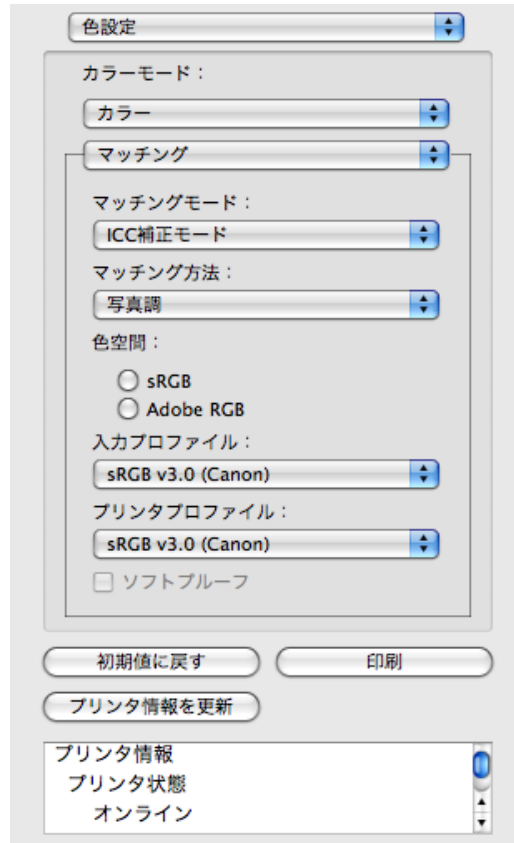 色設定
カラーモード：
カラー
マッチング
マッチングモード：
ICC補正モード
マッチング方法：
写真調
色空間：
sRGB
Adobe RGB
入力プロファイル：
sRGB v3.0 (Canon)
プリンタプロファイル：
sRGB v3.0 (Canon)
ソフトプルーフ
初期値に戻す 印刷
プリンタ情報を更新
プリンタ情報
プリンタ状態
オンライン